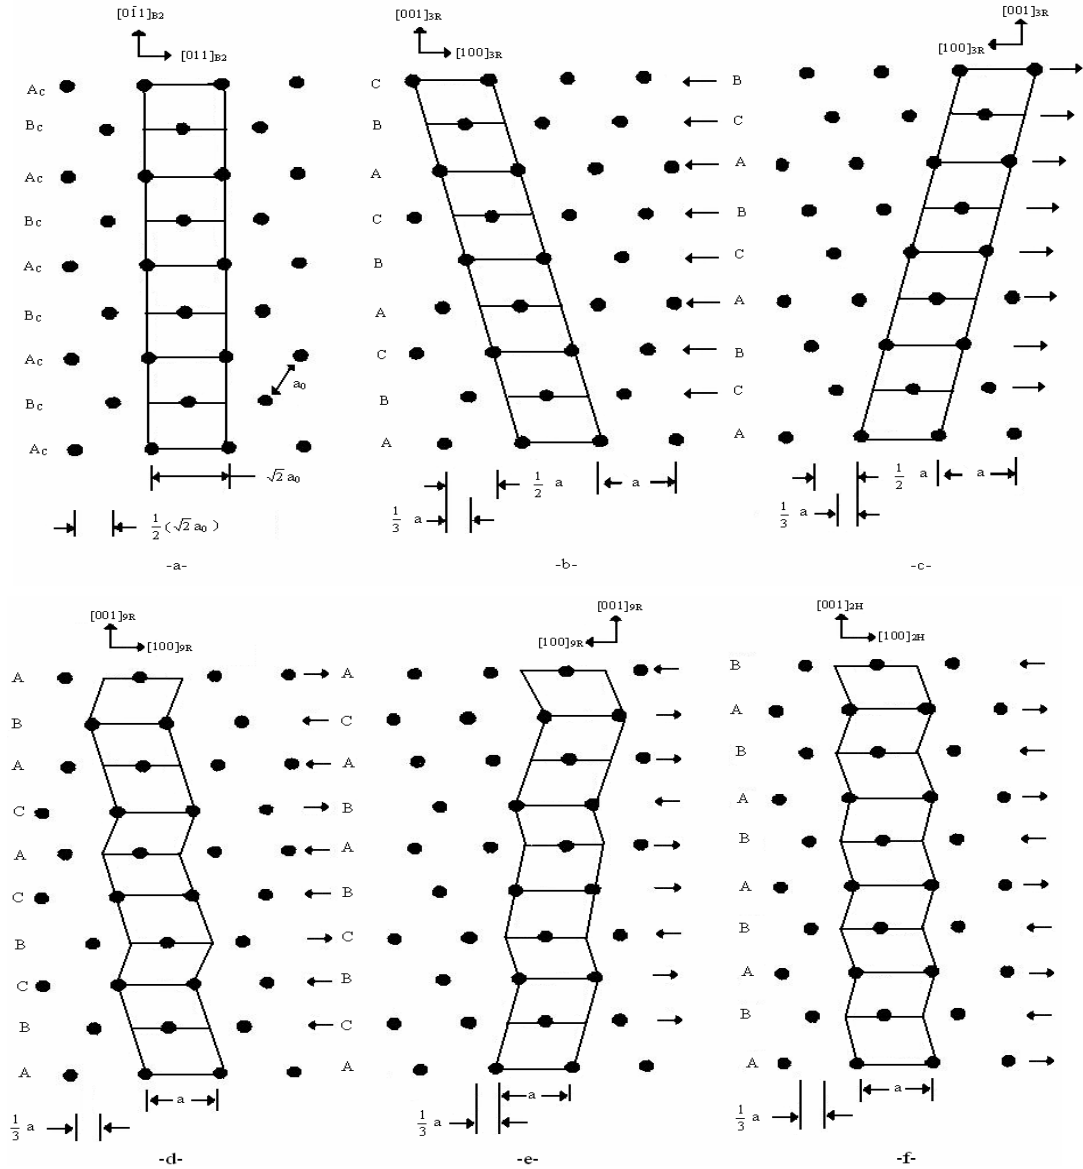 [01̄1]B2
[011]B2
Ac
Bc
Ac
Bc
Ac
Bc
Ac
Bc
Ac
a0
√2 a0
1/2 (√2 a0 )
-a-
[001]3R
[100]3R
C
B
A
C
B
A
C
B
A
1/2 a
a
1/3 a
-b-
[001]3R
[100]3R
B
C
A
B
C
A
B
C
A
1/2 a
a
1/3 a
-c-
[001]9R
[100]9R
A
B
A
C
A
C
B
C
B
A
a
1/3 a
-d-
[001]9R
[100]9R
A
C
A
B
A
B
C
B
C
A
a
1/3 a
-e-
[001]2H
[100]2H
B
A
B
A
B
A
B
A
B
A
a
1/3 a
-f-